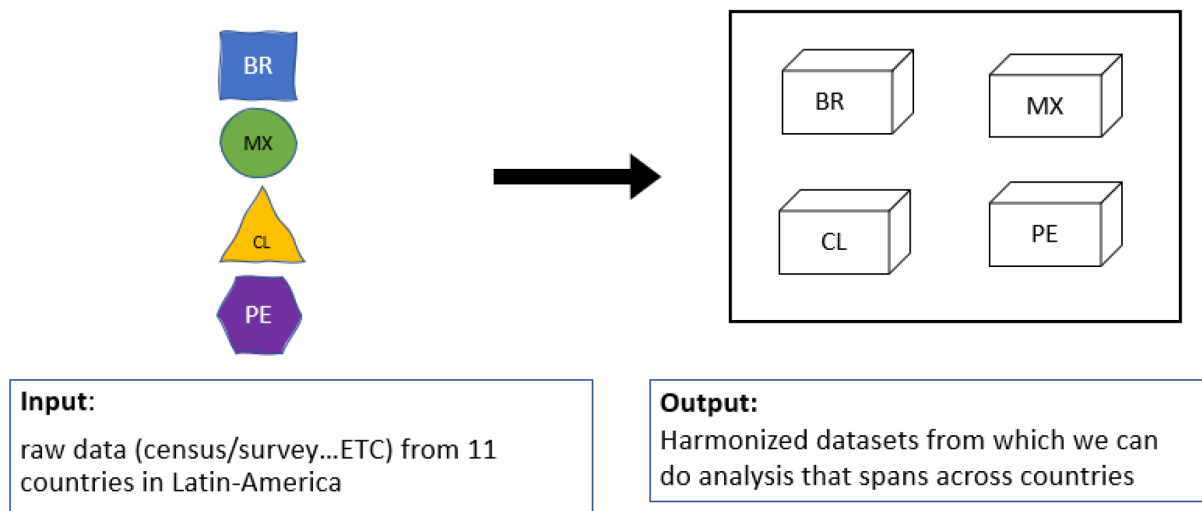 BR
MX
CL
PE
BR
MX
CL
PE
Input:
raw data (census/survey...ETC) from 11
countries in Latin-America
Output:
Harmonized datasets from which we can
do analysis that spans across countries